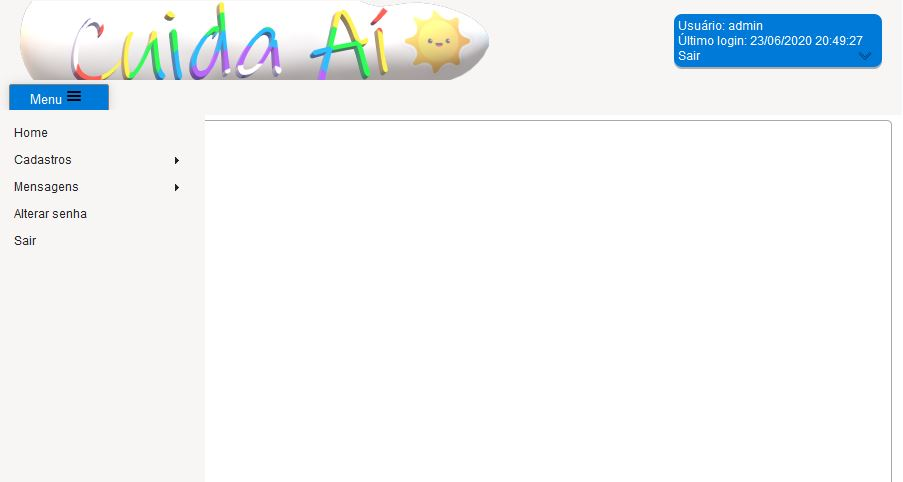 Cuida Aí
Usuário: admin
Último login: 23/06/2020 20:49:27
Sair
Menu
Home
Cadastros
Mensagens
Alterar senha
Sair